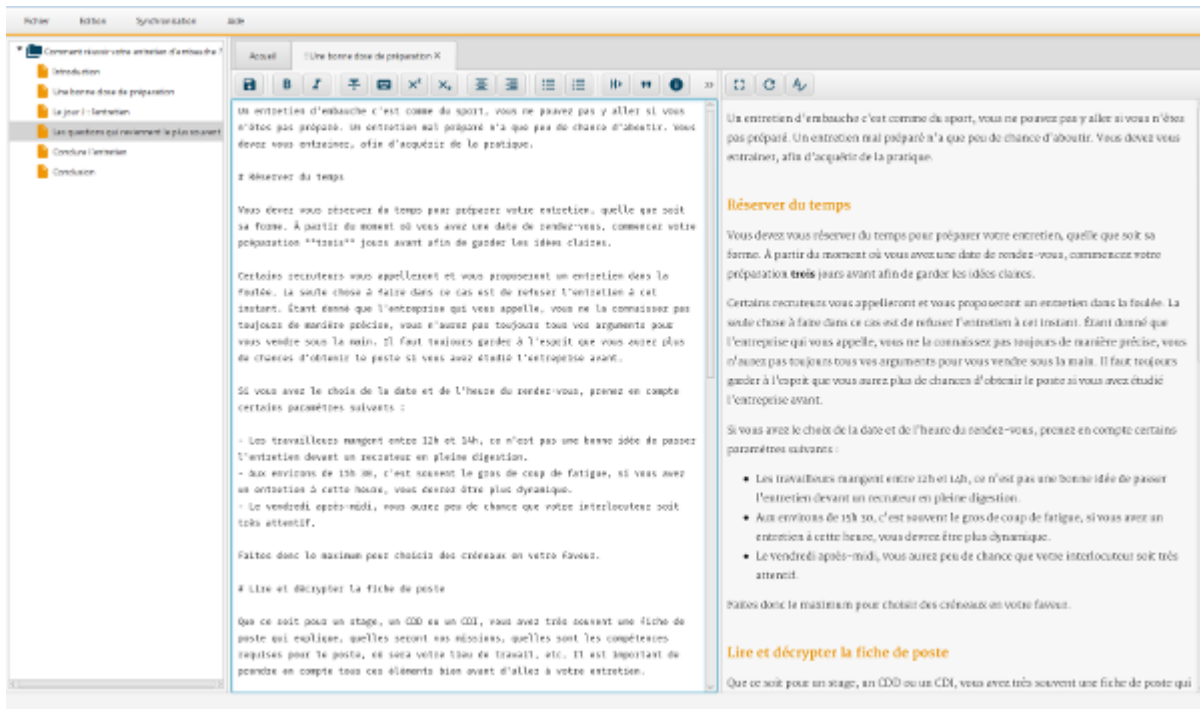 Fichier Edition Synchronisation Aide
Comment réussir votre entretien d'embauche ?
Introduction
Une bonne dose de préparation
Le jour J : l'entretien
Les questions qui reviennent le plus souvent
Conclure l'entretien
Conclusion
Accueil
! Une bonne dose de préparation X
Un entretien d'embauche c'est comme du sport, vous ne pouvez pas y aller si vous
n'êtes pas préparé. Un entretien mal préparé n'a que peu de chance d'aboutir. Vous
devez vous entrainer, afin d'acquérir de la pratique.
# Réserver du temps
Vous devez vous réserver du temps pour préparer votre entretien, quelle que soit
sa forme. À partir du moment où vous avez une date de rendez-vous, commencez votre
préparation **trois** jours avant afin de garder les idées claires.
Certains recruteurs vous appelleront et vous proposeront un entretien dans la
foulée. La seule chose à faire dans ce cas est de refuser l'entretien à cet
instant. Étant donné que l'entreprise qui vous appelle, vous ne la connaissez pas
toujours de manière précise, vous n'aurez pas toujours tous vos arguments pour
vous vendre sous la main. Il faut toujours garder à l'esprit que vous aurez plus
de chances d'obtenir le poste si vous avez étudié l'entreprise avant.
Si vous avez le choix de la date et de l'heure du rendez-vous, prenez en compte
certains paramètres suivants :
- Les travailleurs mangent entre 12h et 14h, ce n'est pas une bonne idée de passer
l'entretien devant un recruteur en pleine digestion.
- Aux environs de 15h 30, c'est souvent le gros de coup de fatigue, si vous avez
un entretien à cette heure, vous devrez être plus dynamique.
- Le vendredi après-midi, vous aurez peu de chance que votre interlocuteur soit
très attentif.
Faites donc le maximum pour choisir des créneaux en votre faveur.
# Lire et décrypter la fiche de poste
Que ce soit pour un stage, un CDD ou un CDI, vous avez très souvent une fiche de
poste qui explique, quelles seront vos missions, quelles sont les compétences
requises pour le poste, où sera votre lieu de travail, etc. Il est important de
prendre en compte tous ces éléments bien avant d'aller à votre entretien.
Un entretien d'embauche c'est comme du sport, vous ne pouvez pas y aller si vous n'êtes
pas préparé. Un entretien mal préparé n'a que peu de chance d'aboutir. Vous devez vous
entrainer, afin d'acquérir de la pratique.
Réserver du temps
Vous devez vous réserver du temps pour préparer votre entretien, quelle que soit sa
forme. À partir du moment où vous avez une date de rendez-vous, commencez votre
préparation trois jours avant afin de garder les idées claires.
Certains recruteurs vous appelleront et vous proposeront un entretien dans la foulée. La
seule chose à faire dans ce cas est de refuser l'entretien à cet instant. Étant donné que
l'entreprise qui vous appelle, vous ne la connaissez pas toujours de manière précise, vous
n'aurez pas toujours tous vos arguments pour vous vendre sous la main. Il faut toujours
garder à l'esprit que vous aurez plus de chances d'obtenir le poste si vous avez étudié
l'entreprise avant.
Si vous avez le choix de la date et de l'heure du rendez-vous, prenez en compte certains
paramètres suivants :
• Les travailleurs mangent entre 12h et 14h, ce n'est pas une bonne idée de passer
l'entretien devant un recruteur en pleine digestion.
• Aux environs de 15h 30, c'est souvent le gros de coup de fatigue, si vous avez un
entretien à cette heure, vous devrez être plus dynamique.
• Le vendredi après-midi, vous aurez peu de chance que votre interlocuteur soit très
attentif.
Faites donc le maximum pour choisir des créneaux en votre faveur.
Lire et décrypter la fiche de poste
Que ce soit pour un stage, un CDD ou un CDI, vous avez très souvent une fiche de poste qui